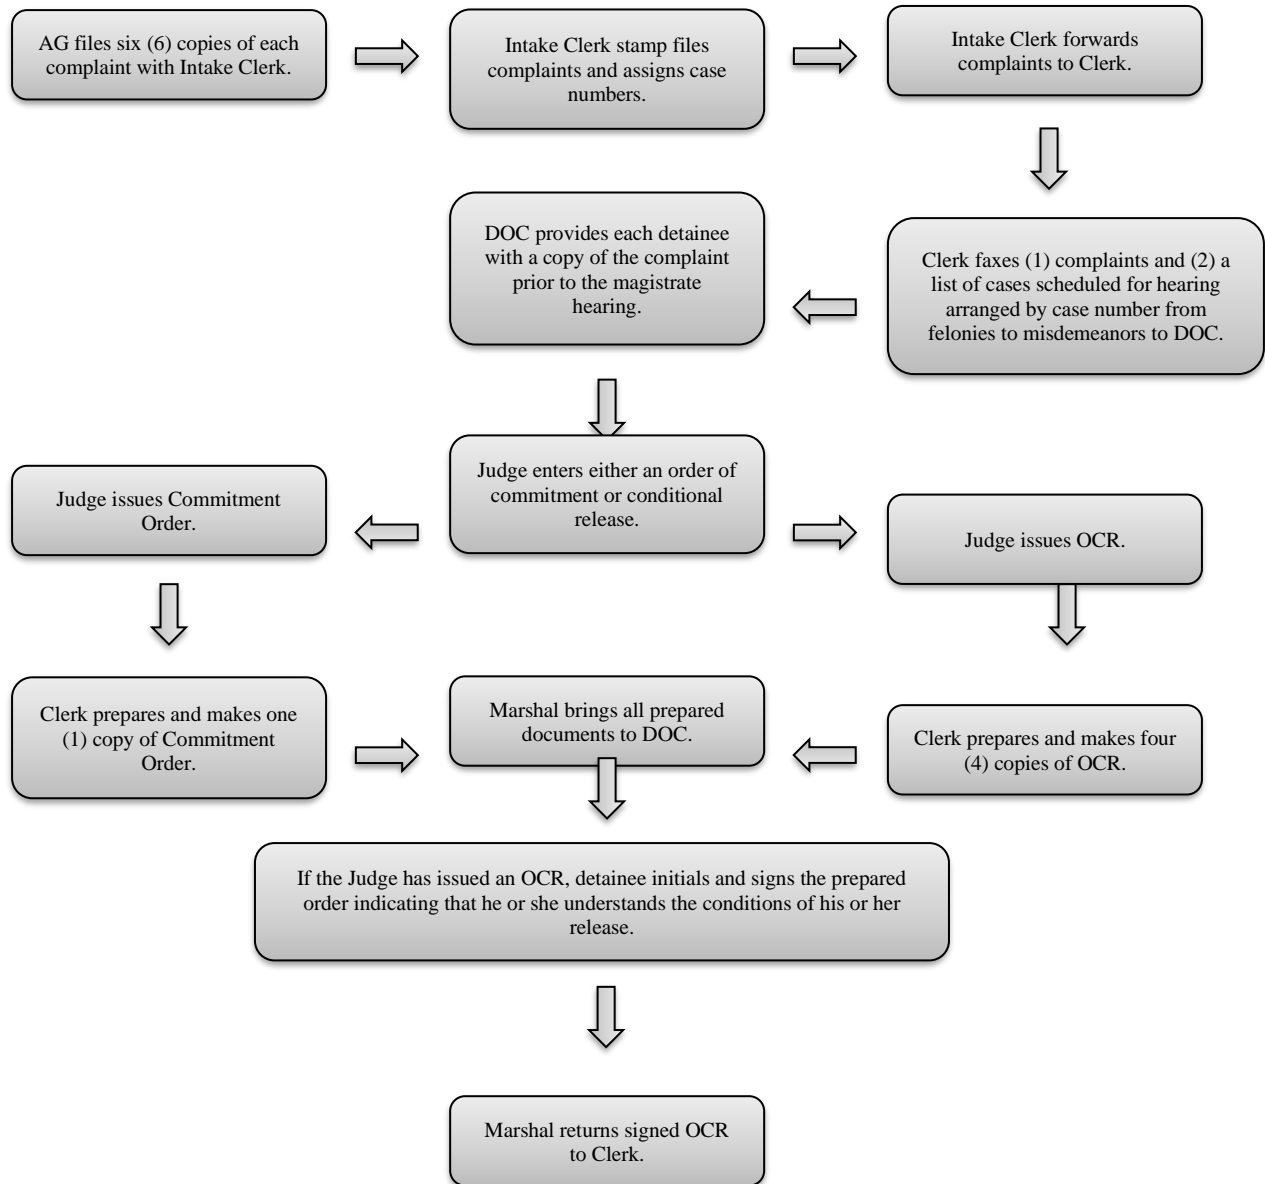 AG files six (6) copies of each
complaint with Intake Clerk.
Intake Clerk stamp files
complaints and assigns case
numbers.
Intake Clerk forwards
complaints to Clerk.
Clerk faxes (1) complaints and (2) a
list of cases scheduled for hearing
arranged by case number from
felonies to misdemeanors to DOC.
DOC provides each detainee
with a copy of the complaint
prior to the magistrate
hearing.
Judge enters either an order of
commitment or conditional
release.
Judge issues Commitment
Order.
Judge issues OCR.
Clerk prepares and makes one
(1) copy of Commitment
Order.
Marshal brings all prepared
documents to DOC.
Clerk prepares and makes four
(4) copies of OCR.
If the Judge has issued an OCR, detainee initials and signs the prepared
order indicating that he or she understands the conditions of his or her
release.
Marshal returns signed OCR
to Clerk.